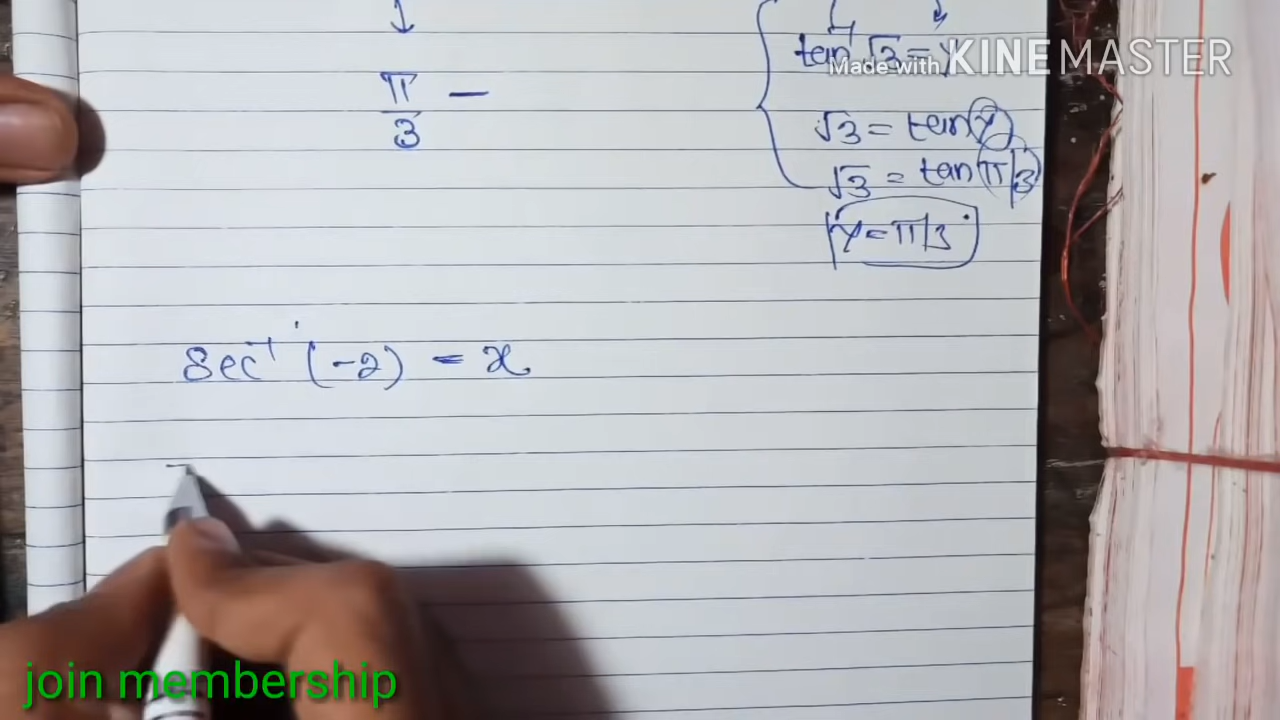 tan⁻¹ √3 = y
Made with KINEMASTER
π/3 −
√3 = tan(y)
√3 = tan(π/3)
y = π/3
Sec⁻¹ (-2) = x
join membership